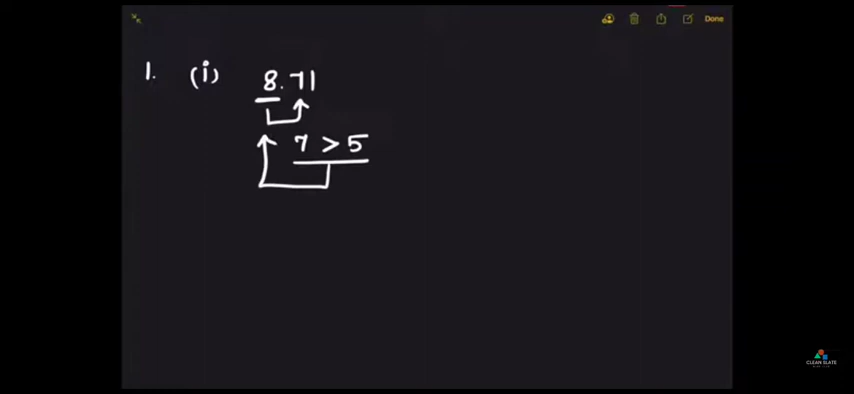 Done
1. (i) 8.71
7 > 5
CLEAN SLATE